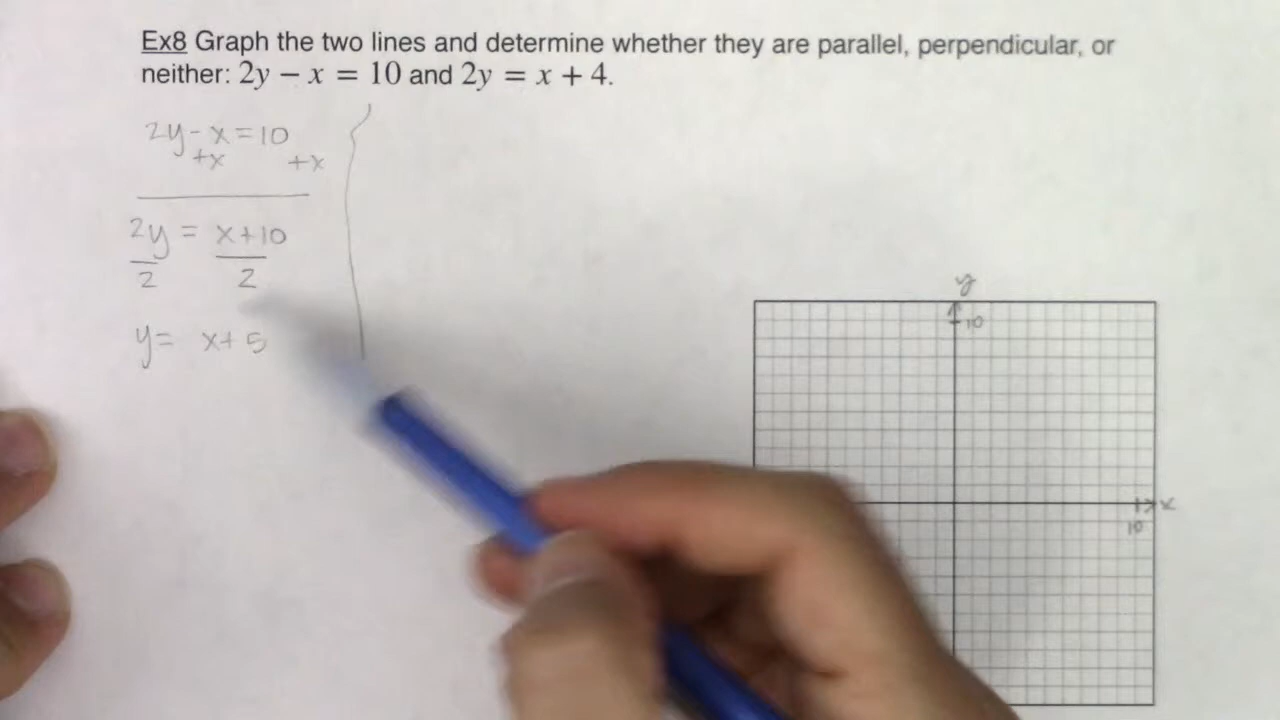 Ex8 Graph the two lines and determine whether they are parallel, perpendicular, or
neither: 2y − x = 10 and 2y = x + 4.
2y - x = 10
+x +x
2y = x+10
2 2
y = x+ 5
y
10
x
10